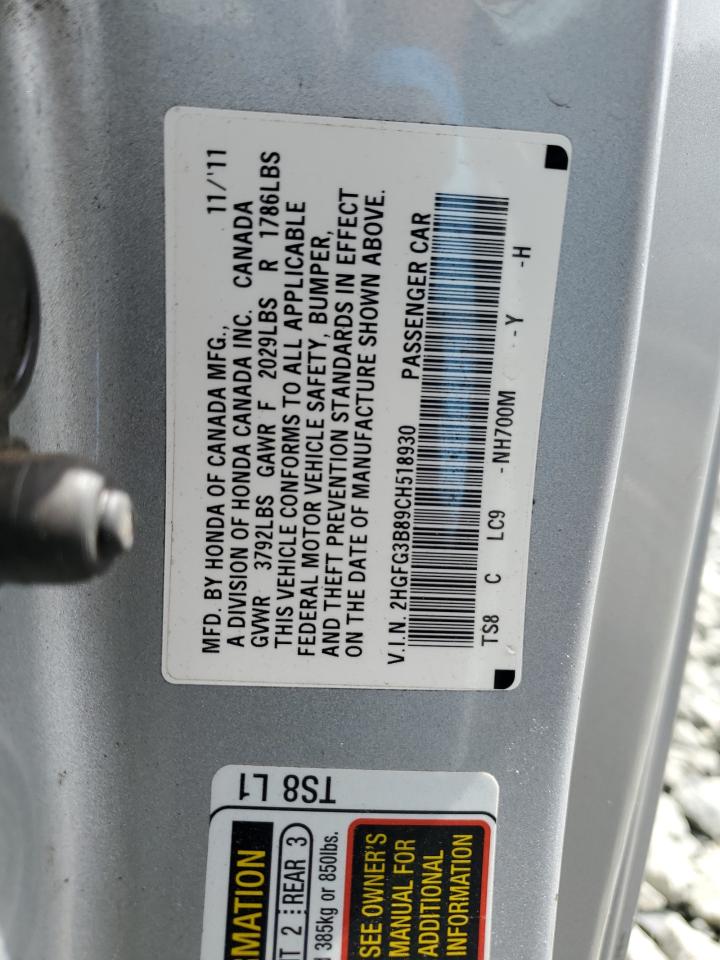 MFD. BY HONDA OF CANADA MFG., 11/'11
A DIVISION OF HONDA CANADA INC. CANADA
GVWR 3792LBS GAWR F 2029LBS R 1786LBS
THIS VEHICLE CONFORMS TO ALL APPLICABLE
FEDERAL MOTOR VEHICLE SAFETY, BUMPER,
AND THEFT PREVENTION STANDARDS IN EFFECT
ON THE DATE OF MANUFACTURE SHOWN ABOVE.
V.I.N. 2HGFG3B89CH518930 PASSENGER CAR
TS8 C LC9 -NH700M -Y -H
TS8 L1
RMATION
T 2 REAR 3
385kg or 850lbs.
SEE OWNER'S
MANUAL FOR
ADDITIONAL
INFORMATION